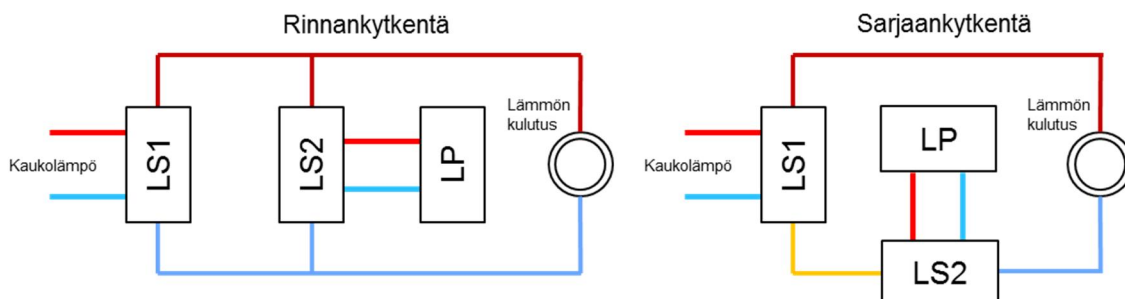 Rinnankytkentä
Kaukolämpö
LS1
LS2
LP
Lämmön
kulutus
Sarjaankytkentä
Kaukolämpö
LS1
LP
LS2
Lämmön
kulutus